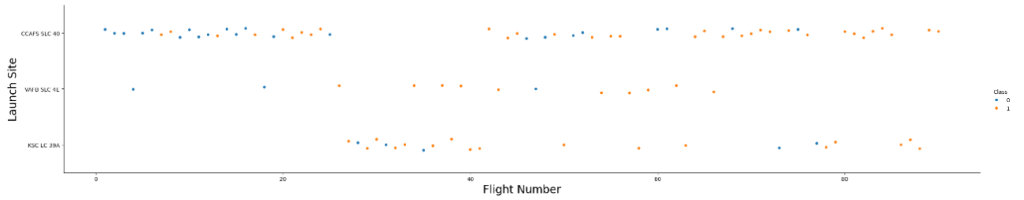 Launch Site
CCAFS SLC 40
VAFB SLC 4E
KSC LC 39A
0
20
40
60
80
Flight Number
Class
0
1